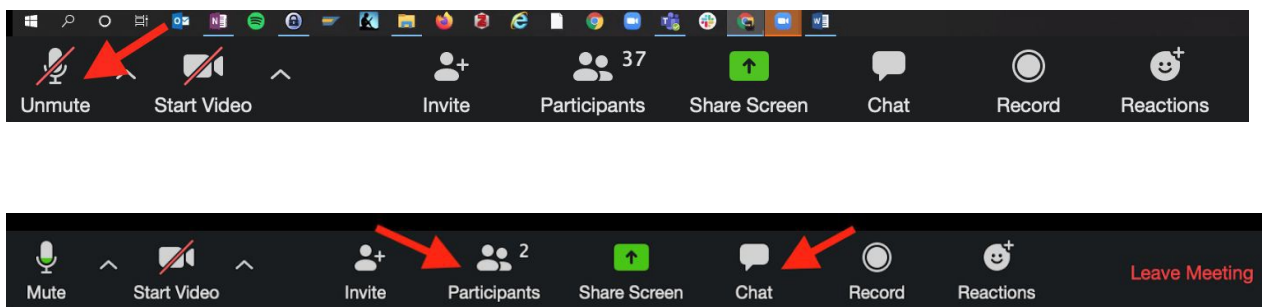 37
Unmute Start Video Invite Participants Share Screen Chat Record Reactions
2
Mute Start Video Invite Participants Share Screen Chat Record Reactions Leave Meeting